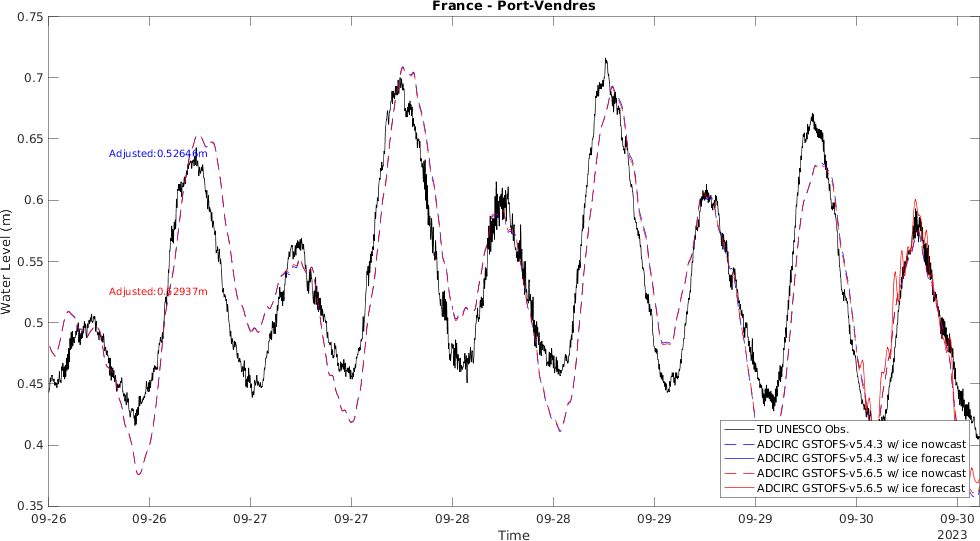 France - Port-Vendres
0.75
0.7
0.65
0.6
0.55
0.5
0.45
0.4
0.35
Water Level (m)
Adjusted:0.52646m
Adjusted:0.52937m
TD UNESCO Obs.
ADCIRC GSTOFS-v5.4.3 w/ ice nowcast
ADCIRC GSTOFS-v5.4.3 w/ ice forecast
ADCIRC GSTOFS-v5.6.5 w/ ice nowcast
ADCIRC GSTOFS-v5.6.5 w/ ice forecast
09-26 09-26 09-27 09-27 09-28 09-28 09-29 09-29 09-30 09-30
Time
2023